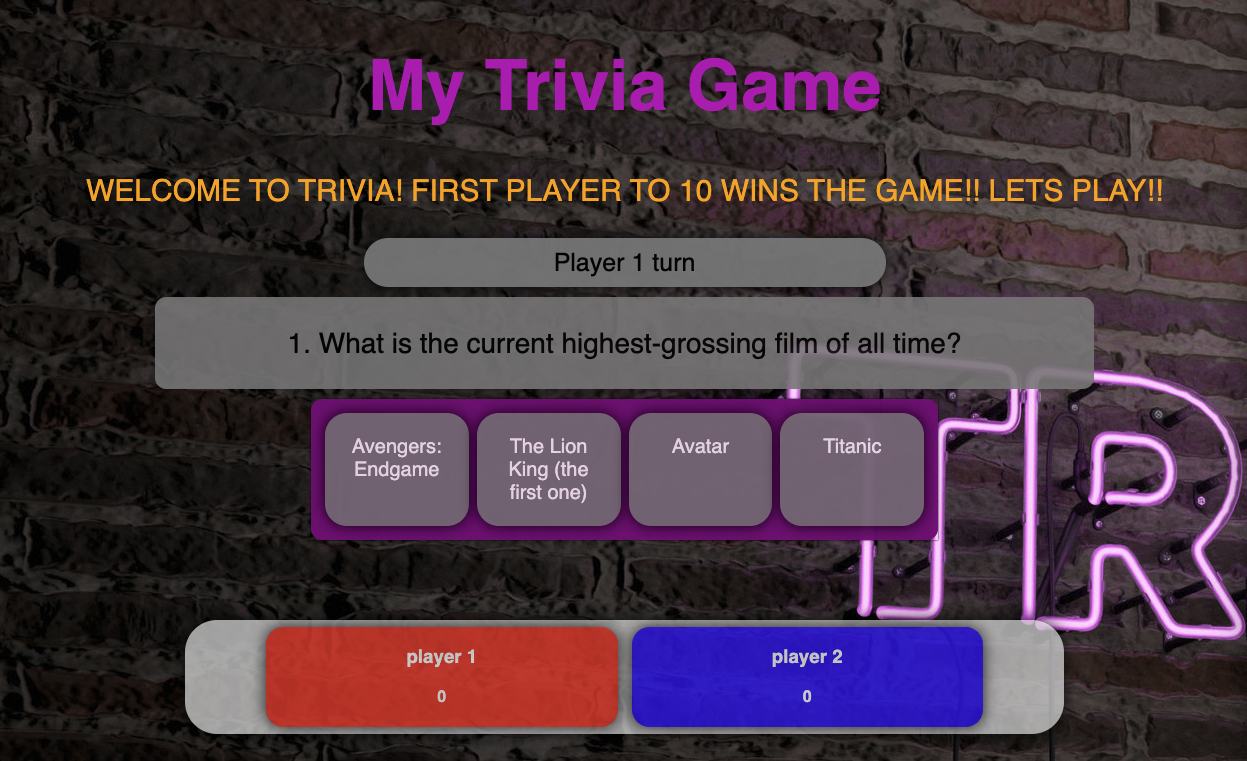 My Trivia Game
WELCOME TO TRIVIA! FIRST PLAYER TO 10 WINS THE GAME!! LETS PLAY!!
Player 1 turn
1. What is the current highest-grossing film of all time?
Avengers:
Endgame
The Lion
King (the
first one)
Avatar
Titanic
TR
player 1
0
player 2
0